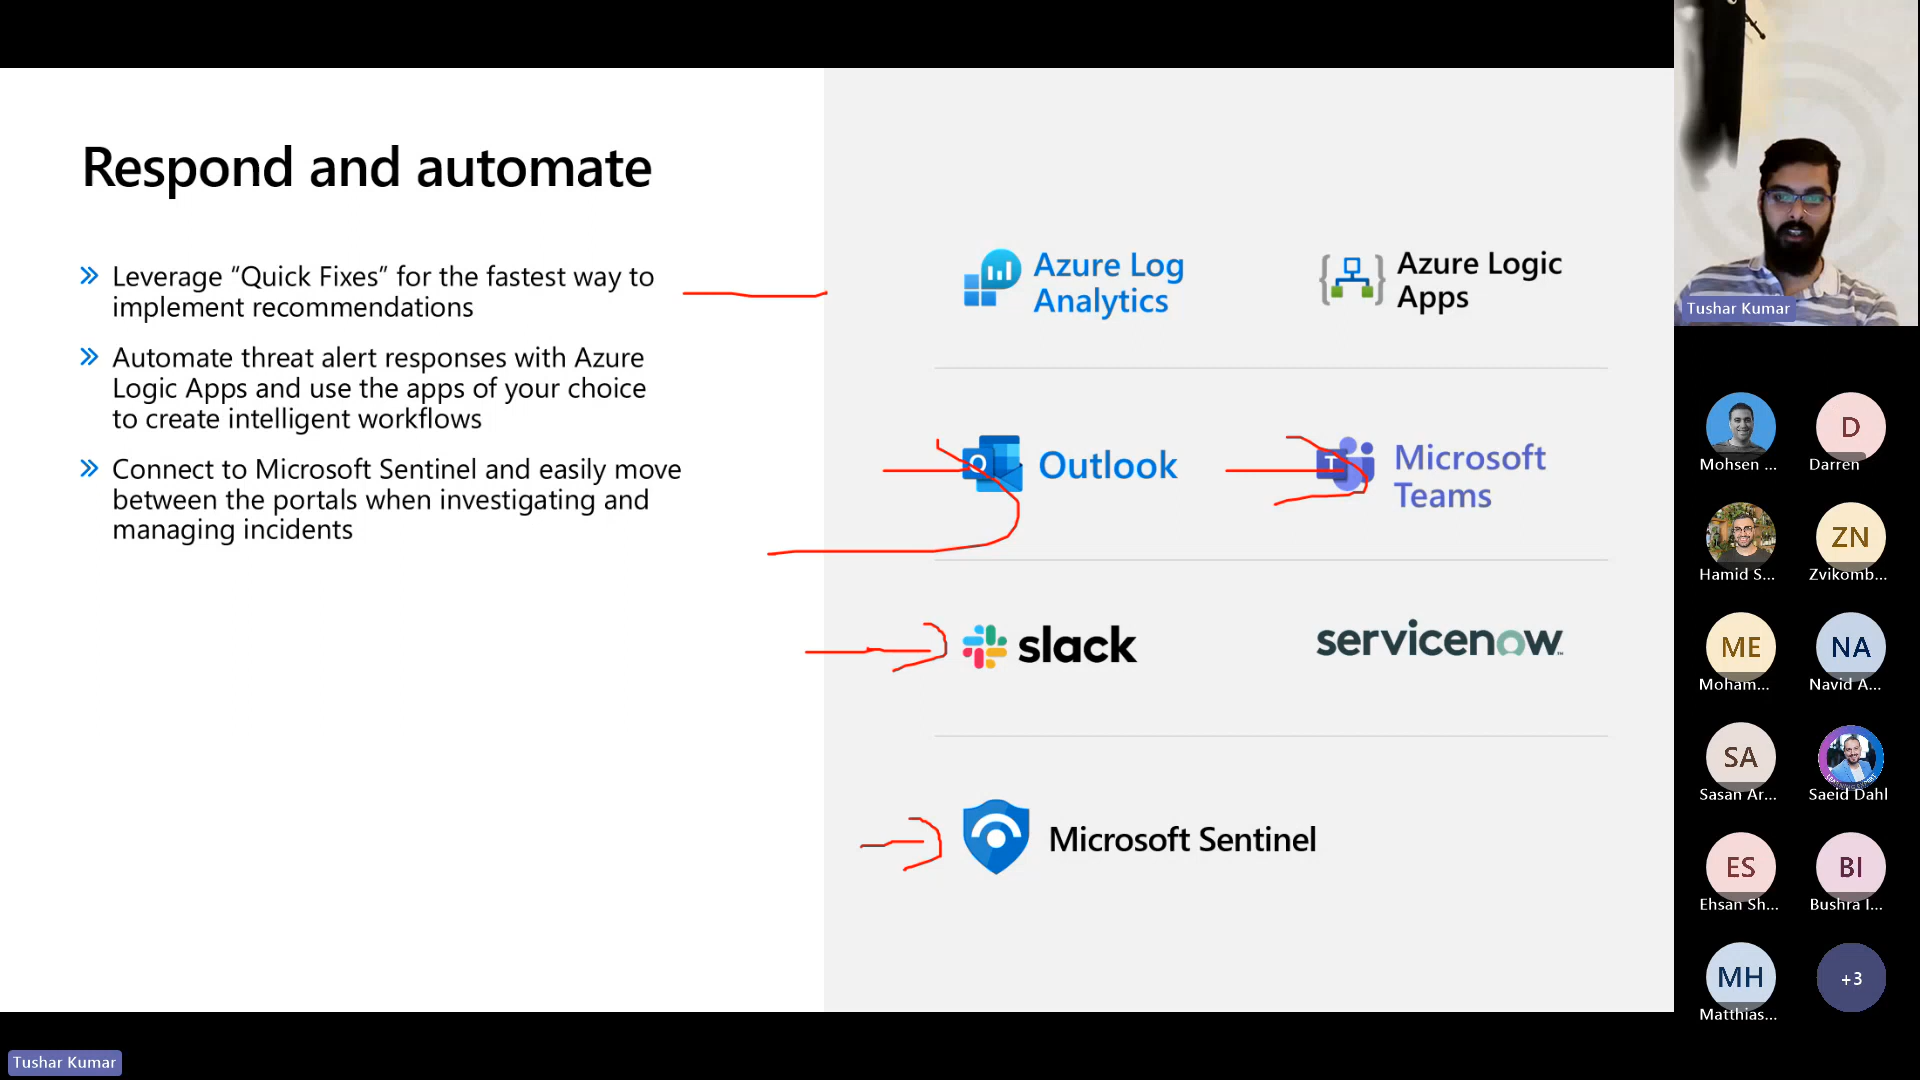 Respond and automate
Leverage “Quick Fixes” for the fastest way to
implement recommendations
Automate threat alert responses with Azure
Logic Apps and use the apps of your choice
to create intelligent workflows
Connect to Microsoft Sentinel and easily move
between the portals when investigating and
managing incidents
Azure Log
Analytics
Azure Logic
Apps
Outlook
Microsoft
Teams
slack
servicenow
Microsoft Sentinel
Tushar Kumar
Mohsen ...
D
Darren
Hamid S...
ZN
Zvikomb...
ME
Moham...
NA
Navid A...
SA
Sasan Ar...
Saeid Dahl
ES
Ehsan Sh...
BI
Bushra I...
MH
Matthias...
+3
Tushar Kumar